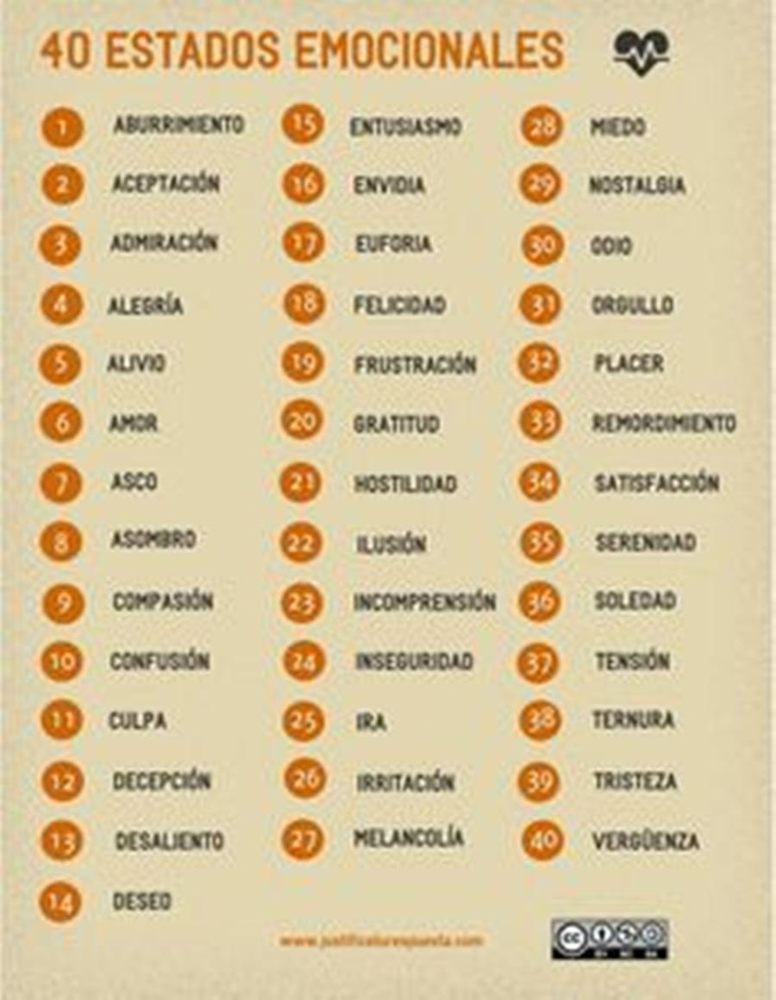 40 ESTADOS EMOCIONALES
1 ABURRIMIENTO
2 ACEPTACIÓN
3 ADMIRACIÓN
4 ALEGRÍA
5 ALIVIO
6 AMOR
7 ASCO
8 ASOMBRO
9 COMPASIÓN
10 CONFUSIÓN
11 CULPA
12 DECEPCIÓN
13 DESALIENTO
14 DESEO
15 ENTUSIASMO
16 ENVIDIA
17 EUFORIA
18 FELICIDAD
19 FRUSTRACIÓN
20 GRATITUD
21 HOSTILIDAD
22 ILUSIÓN
23 INCOMPRENSIÓN
24 INSEGURIDAD
25 IRA
26 IRRITACIÓN
27 MELANCOLÍA
28 MIEDO
29 NOSTALGIA
30 ODIO
31 ORGULLO
32 PLACER
33 REMORDIMIENTO
34 SATISFACCIÓN
35 SERENIDAD
36 SOLEDAD
37 TENSIÓN
38 TERNURA
39 TRISTEZA
40 VERGÜENZA
www.justificaturespuesta.com
cc